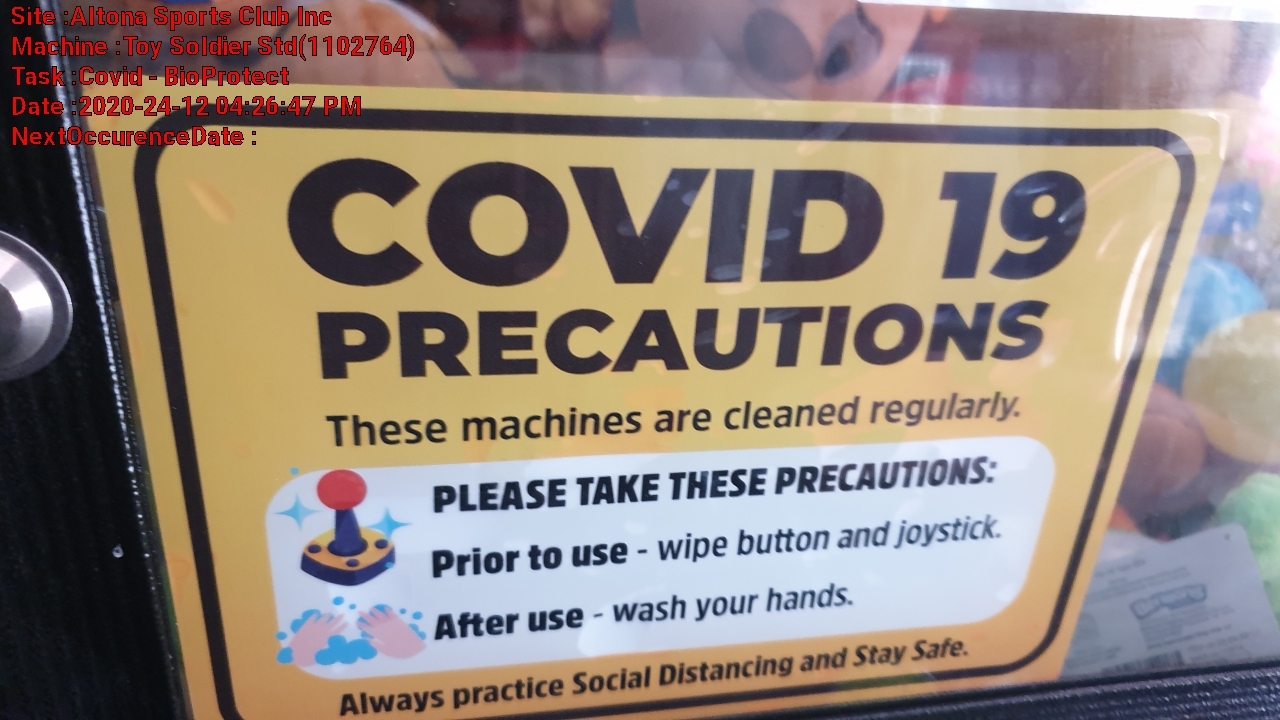 Site :Altona Sports Club Inc
Machine :Toy Soldier Std(1102764)
Task :Covid - BioProtect
Date :2020-24-12 04:26:47 PM
NextOccurenceDate :
COVID 19
PRECAUTIONS
These machines are cleaned regularly.
PLEASE TAKE THESE PRECAUTIONS:
Prior to use - wipe button and joystick.
After use - wash your hands.
Always practice Social Distancing and Stay Safe.